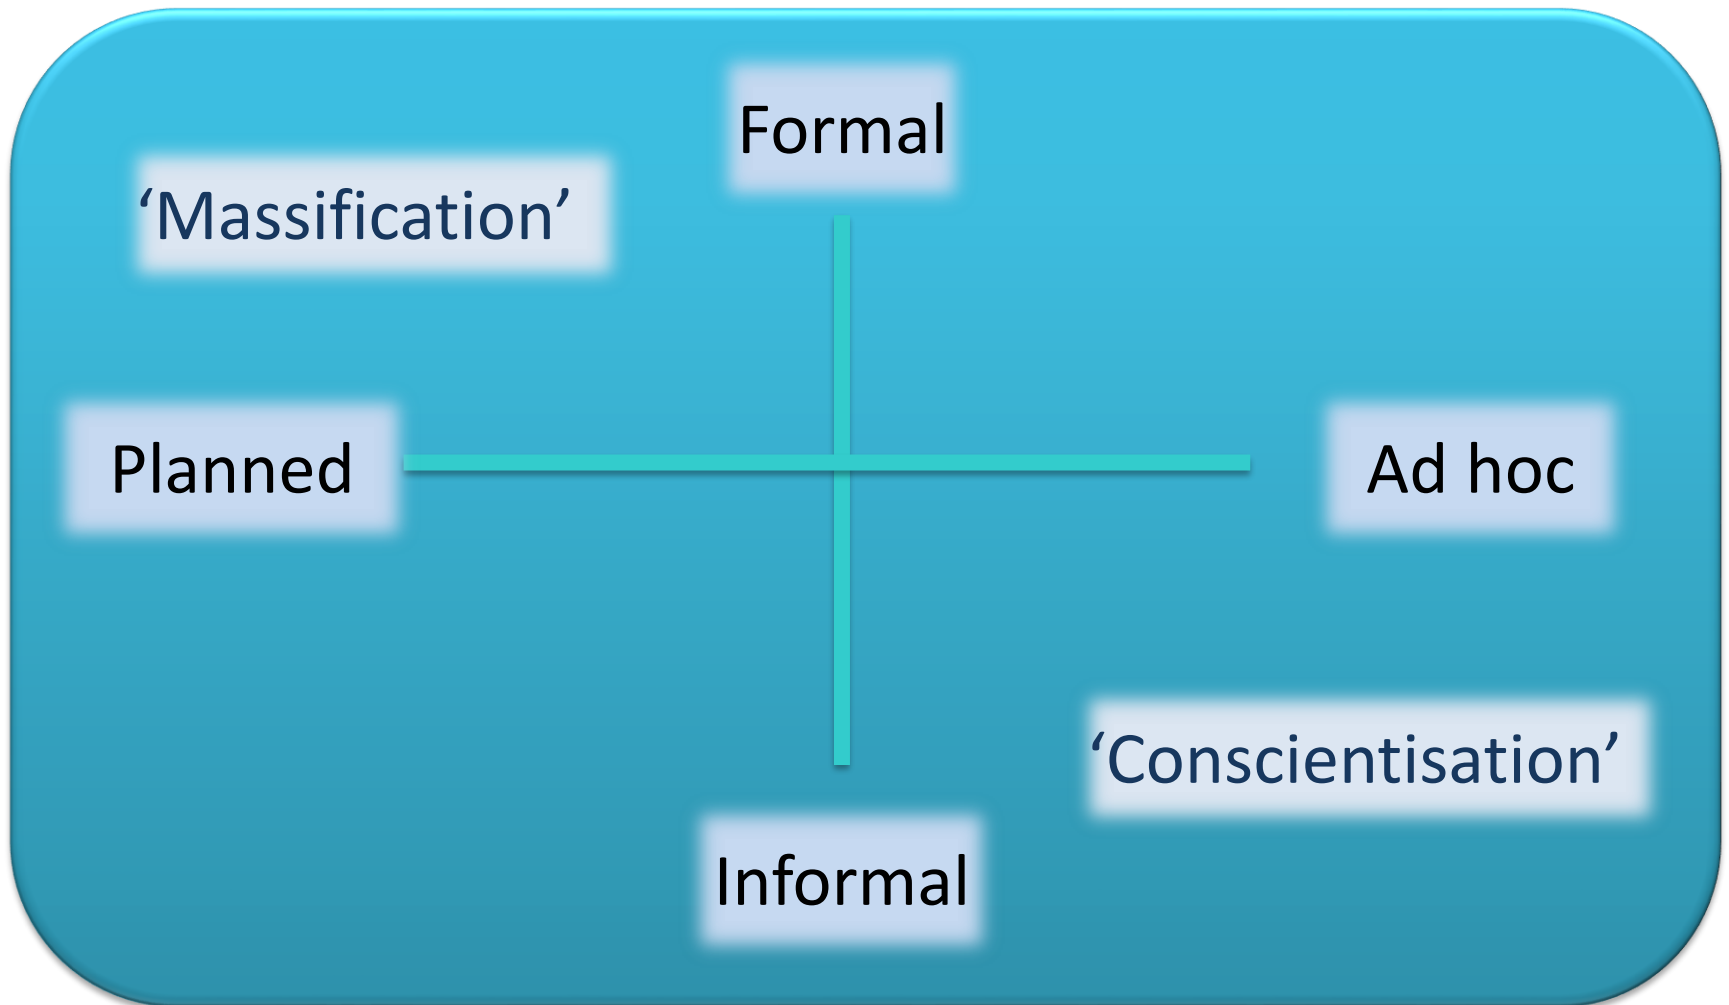 Formal
‘Massification’
Planned
Ad hoc
‘Conscientisation’
Informal